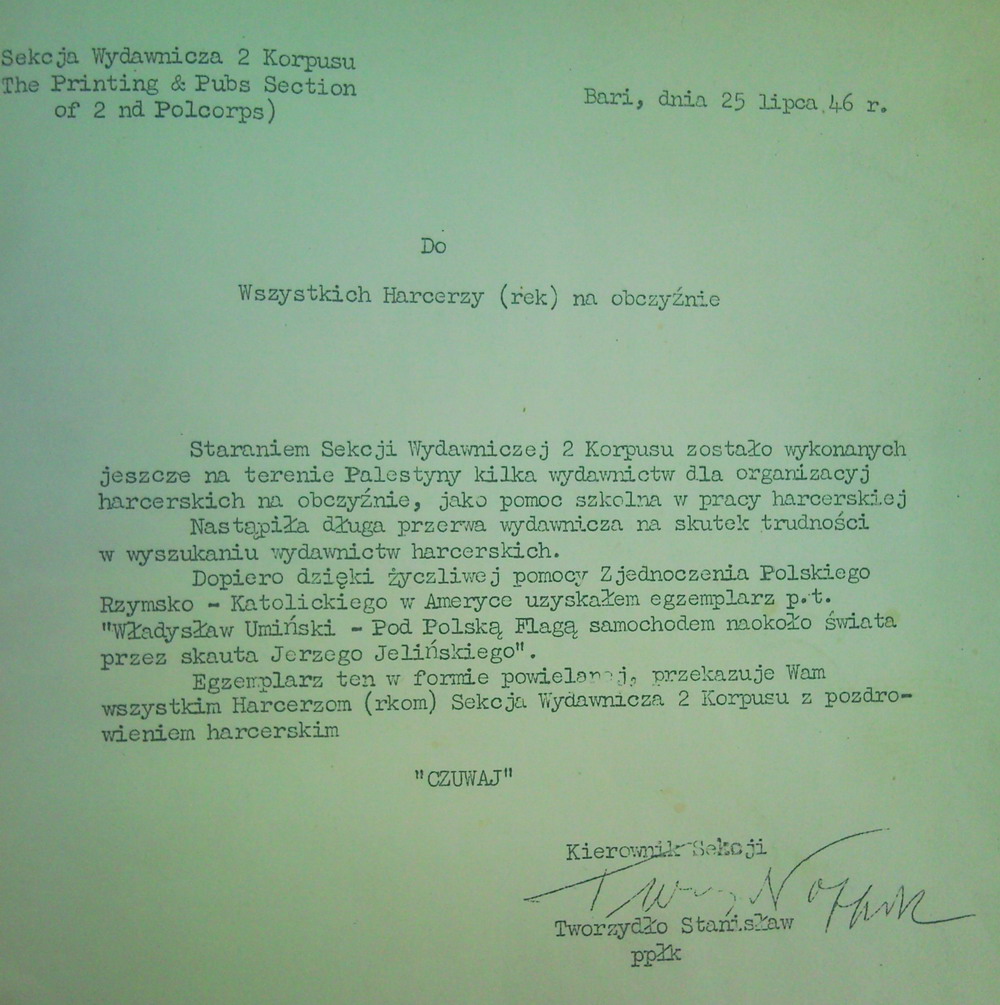 Sekcja Wydawnicza 2 Korpusu
The Printing & Pubs Section
of 2 nd Polcorps)
Bari, dnia 25 lipca 46 r.
Do
Wszystkich Harcerzy (rek) na obczyźnie
Staraniem Sekcji Wydawniczej 2 Korpusu zostało wykonanych
jeszcze na terenie Palestyny kilka wydawnictw dla organizacyj
harcerskich na obczyźnie, jako pomoc szkolna w pracy harcerskiej
Nastąpiła długa przerwa wydawnicza na skutek trudności
w wyszukaniu wydawnictw harcerskich.
Dopiero dzięki życzliwej pomocy Zjednoczenia Polskiego
Rzymsko - Katolickiego w Ameryce uzyskałem egzemplarz p.t.
"Władysław Umiński - Pod Polską Flagą samochodem naokoło świata
przez skauta Jerzego Jelińskiego".
Egzemplarz ten w formie powielanej, przekazuje Wam
wszystkim Harcerzom (rkom) Sekcja Wydawnicza 2 Korpusu z pozdro-
wieniem harcerskim
"CZUWAJ"
Kierownik Sekcji
Tworzydło Stanisław
ppłk